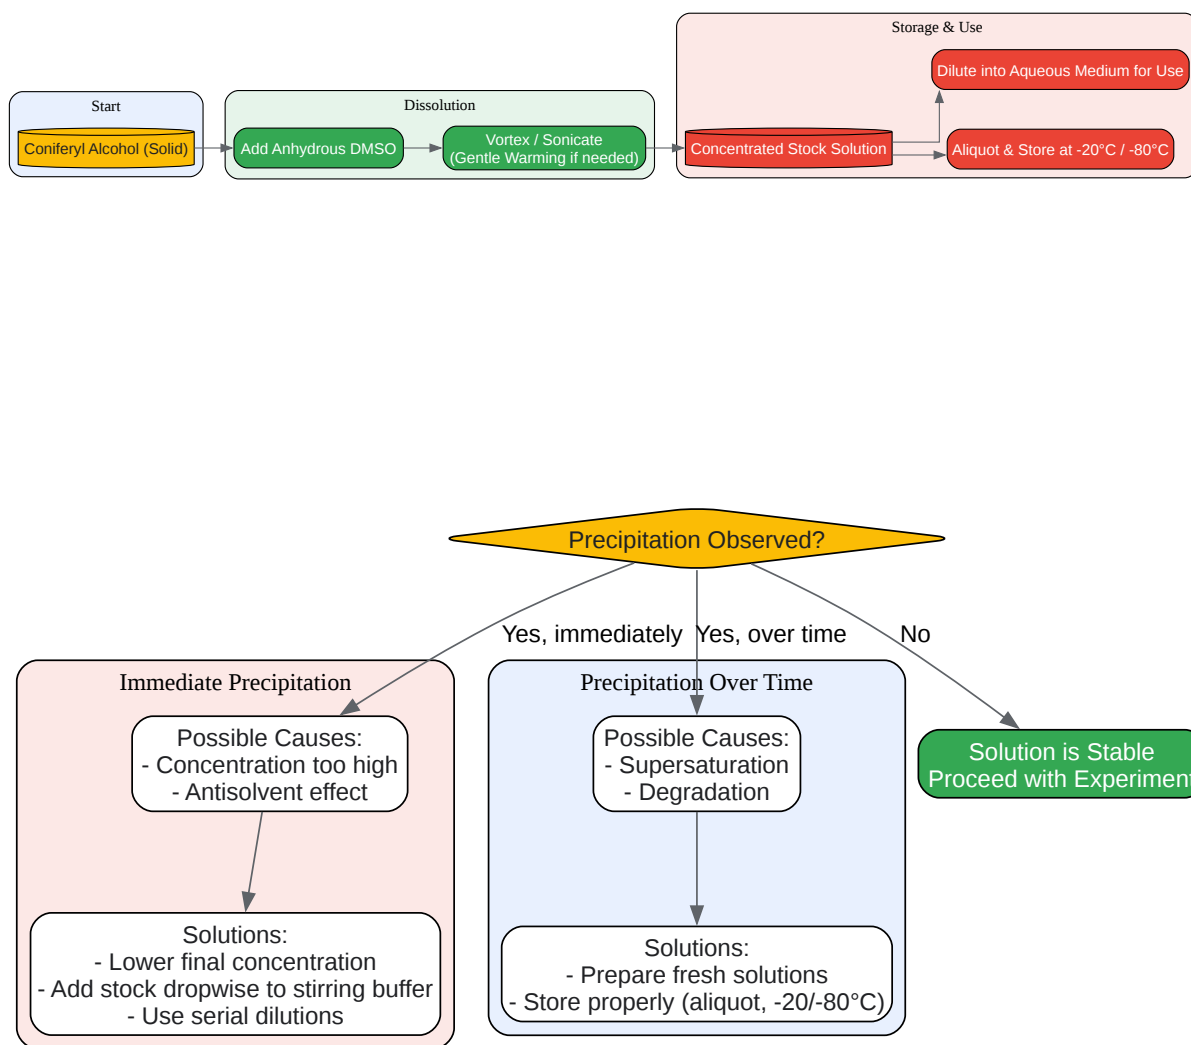 Start
Coniferyl Alcohol (Solid)
Dissolution
Add Anhydrous DMSO
Vortex / Sonicate
(Gentle Warming if needed)
Storage & Use
Concentrated Stock Solution
Dilute into Aqueous Medium for Use
Aliquot & Store at -20°C / -80°C
Precipitation Observed?
Yes, immediately
Yes, over time
No
Immediate Precipitation
Possible Causes:
- Concentration too high
- Antisolvent effect
Solutions:
- Lower final concentration
- Add stock dropwise to stirring buffer
- Use serial dilutions
Precipitation Over Time
Possible Causes:
- Supersaturation
- Degradation
Solutions:
- Prepare fresh solutions
- Store properly (aliquot, -20/-80°C)
Solution is Stable
Proceed with Experiment